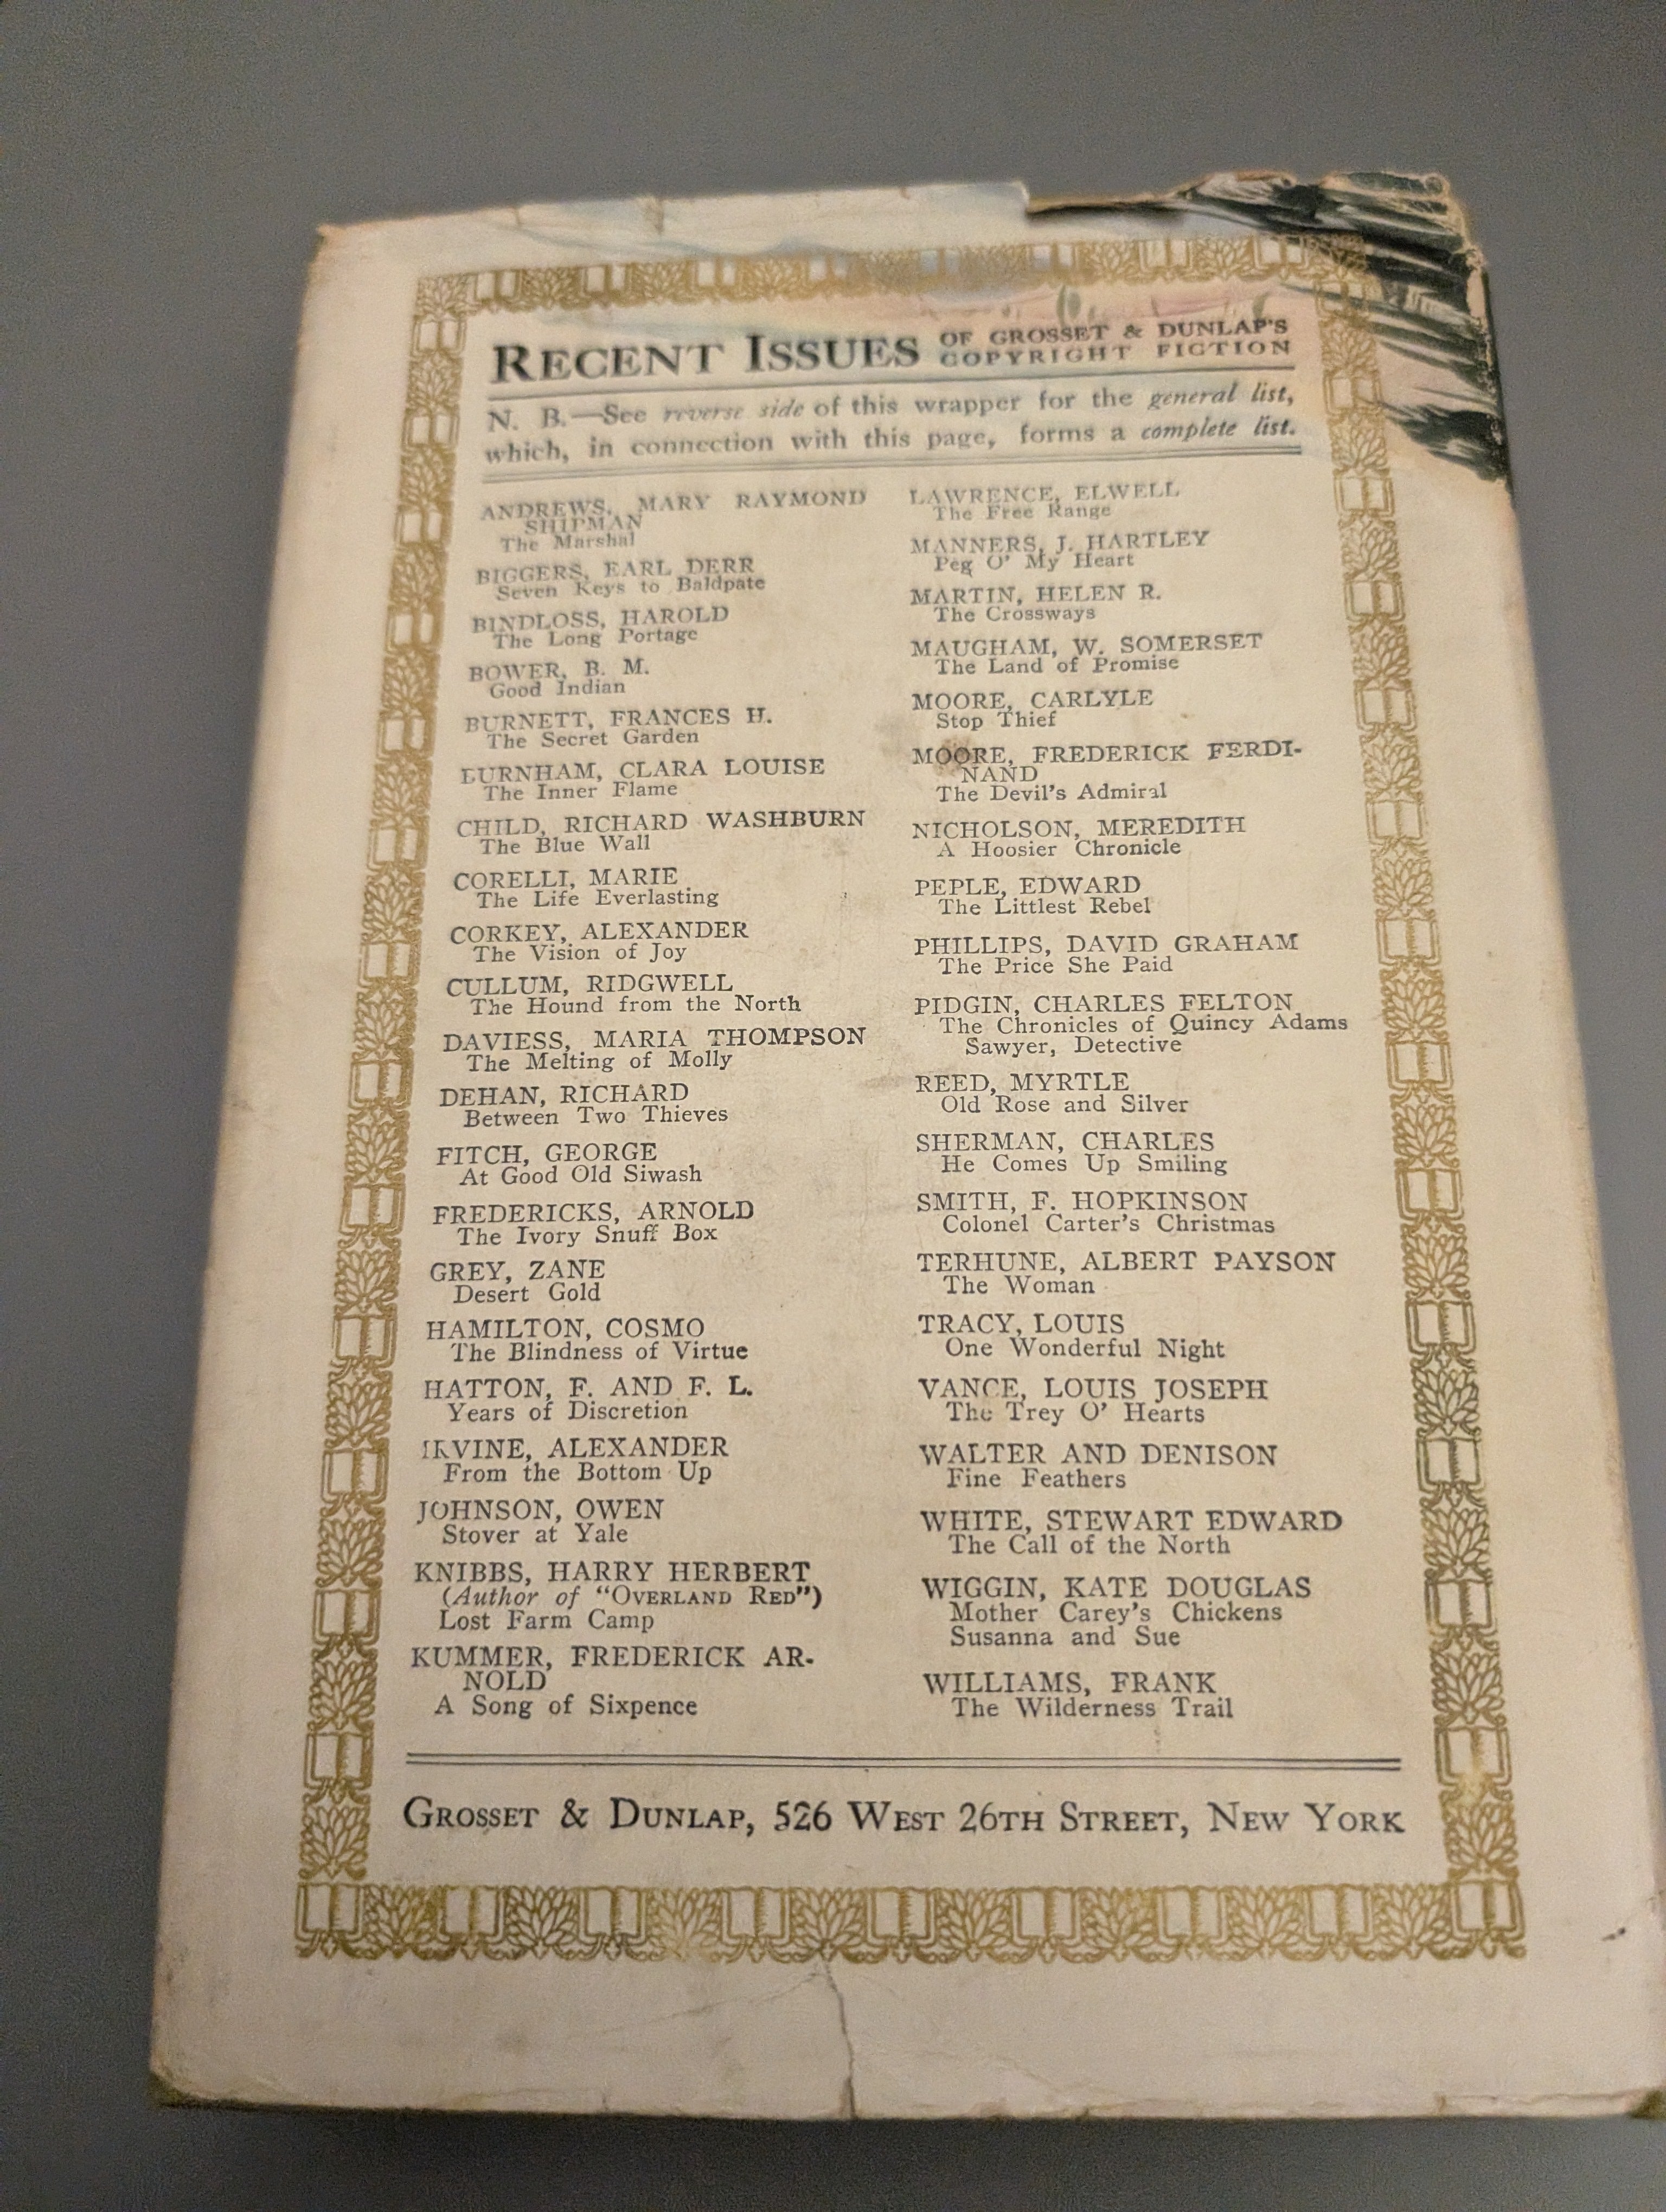 RECENT ISSUES OF GROSSET & DUNLAP'S
COPYRIGHT FICTION
N. B.—See reverse side of this wrapper for the general list,
which, in connection with this page, forms a complete list.
ANDREWS, MARY RAYMOND
SHIPMAN
The Marshal
BIGGERS, EARL DERR
Seven Keys to Baldpate
BINDLOSS, HAROLD
The Long Portage
BOWER, B. M.
Good Indian
BURNETT, FRANCES H.
The Secret Garden
BURNHAM, CLARA LOUISE
The Inner Flame
CHILD, RICHARD WASHBURN
The Blue Wall
CORELLI, MARIE
The Life Everlasting
CORKEY, ALEXANDER
The Vision of Joy
CULLUM, RIDGWELL
The Hound from the North
DAVIESS, MARIA THOMPSON
The Melting of Molly
DEHAN, RICHARD
Between Two Thieves
FITCH, GEORGE
At Good Old Siwash
FREDERICKS, ARNOLD
The Ivory Snuff Box
GREY, ZANE
Desert Gold
HAMILTON, COSMO
The Blindness of Virtue
HATTON, F. AND F. L.
Years of Discretion
IRVINE, ALEXANDER
From the Bottom Up
JOHNSON, OWEN
Stover at Yale
KNIBBS, HARRY HERBERT
(Author of "OVERLAND RED")
Lost Farm Camp
KUMMER, FREDERICK AR-
NOLD
A Song of Sixpence
LAWRENCE, ELWELL
The Free Range
MANNERS, J. HARTLEY
Peg O' My Heart
MARTIN, HELEN R.
The Crossways
MAUGHAM, W. SOMERSET
The Land of Promise
MOORE, CARLYLE
Stop Thief
MOORE, FREDERICK FERDI-
NAND
The Devil's Admiral
NICHOLSON, MEREDITH
A Hoosier Chronicle
PEPLE, EDWARD
The Littlest Rebel
PHILLIPS, DAVID GRAHAM
The Price She Paid
PIDGIN, CHARLES FELTON
The Chronicles of Quincy Adams
Sawyer, Detective
REED, MYRTLE
Old Rose and Silver
SHERMAN, CHARLES
He Comes Up Smiling
SMITH, F. HOPKINSON
Colonel Carter's Christmas
TERHUNE, ALBERT PAYSON
The Woman
TRACY, LOUIS
One Wonderful Night
VANCE, LOUIS JOSEPH
The Trey O' Hearts
WALTER AND DENISON
Fine Feathers
WHITE, STEWART EDWARD
The Call of the North
WIGGIN, KATE DOUGLAS
Mother Carey's Chickens
Susanna and Sue
WILLIAMS, FRANK
The Wilderness Trail
GROSSET & DUNLAP, 526 WEST 26TH STREET, NEW YORK